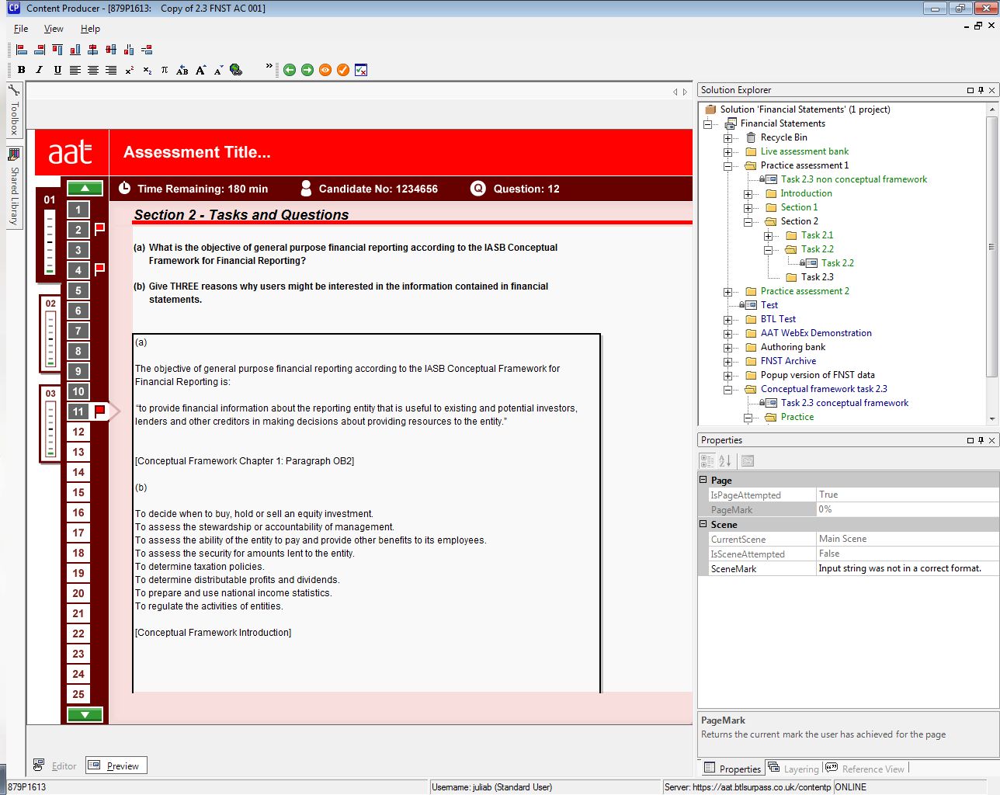 CP Content Producer - [879P1613: Copy of 2.3 FNST AC 001]
File View Help
B I U x² x₂ π AB A A »
Toolbox
Shared Library
aat
Assessment Title...
Time Remaining: 180 min Candidate No: 1234656 Q Question: 12
01
02
03
1
2
3
4
5
6
7
8
9
10
11
12
13
14
15
16
17
18
19
20
21
22
23
24
25
Section 2 - Tasks and Questions
(a) What is the objective of general purpose financial reporting according to the IASB Conceptual
Framework for Financial Reporting?
(b) Give THREE reasons why users might be interested in the information contained in financial
statements.
(a)
The objective of general purpose financial reporting according to the IASB Conceptual Framework for
Financial Reporting is:
“to provide financial information about the reporting entity that is useful to existing and potential investors,
lenders and other creditors in making decisions about providing resources to the entity.”
[Conceptual Framework Chapter 1: Paragraph OB2]
(b)
To decide when to buy, hold or sell an equity investment.
To assess the stewardship or accountability of management.
To assess the ability of the entity to pay and provide other benefits to its employees.
To assess the security for amounts lent to the entity.
To determine taxation policies.
To determine distributable profits and dividends.
To prepare and use national income statistics.
To regulate the activities of entities.
[Conceptual Framework Introduction]
Editor Preview
Solution Explorer
Solution 'Financial Statements' (1 project)
Financial Statements
Recycle Bin
Live assessment bank
Practice assessment 1
Task 2.3 non conceptual framework
Introduction
Section 1
Section 2
Task 2.1
Task 2.2
Task 2.2
Task 2.3
Practice assessment 2
Test
BTL Test
AAT WebEx Demonstration
Authoring bank
FNST Archive
Popup version of FNST data
Conceptual framework task 2.3
Task 2.3 conceptual framework
Practice
Properties
Page
IsPageAttempted True
PageMark 0%
Scene
CurrentScene Main Scene
IsSceneAttempted False
SceneMark Input string was not in a correct format.
PageMark
Returns the current mark the user has achieved for the page
Properties Layering Reference View
879P1613 Username: juliab (Standard User) Server: https://aat.btlsurpass.co.uk/contentp ONLINE